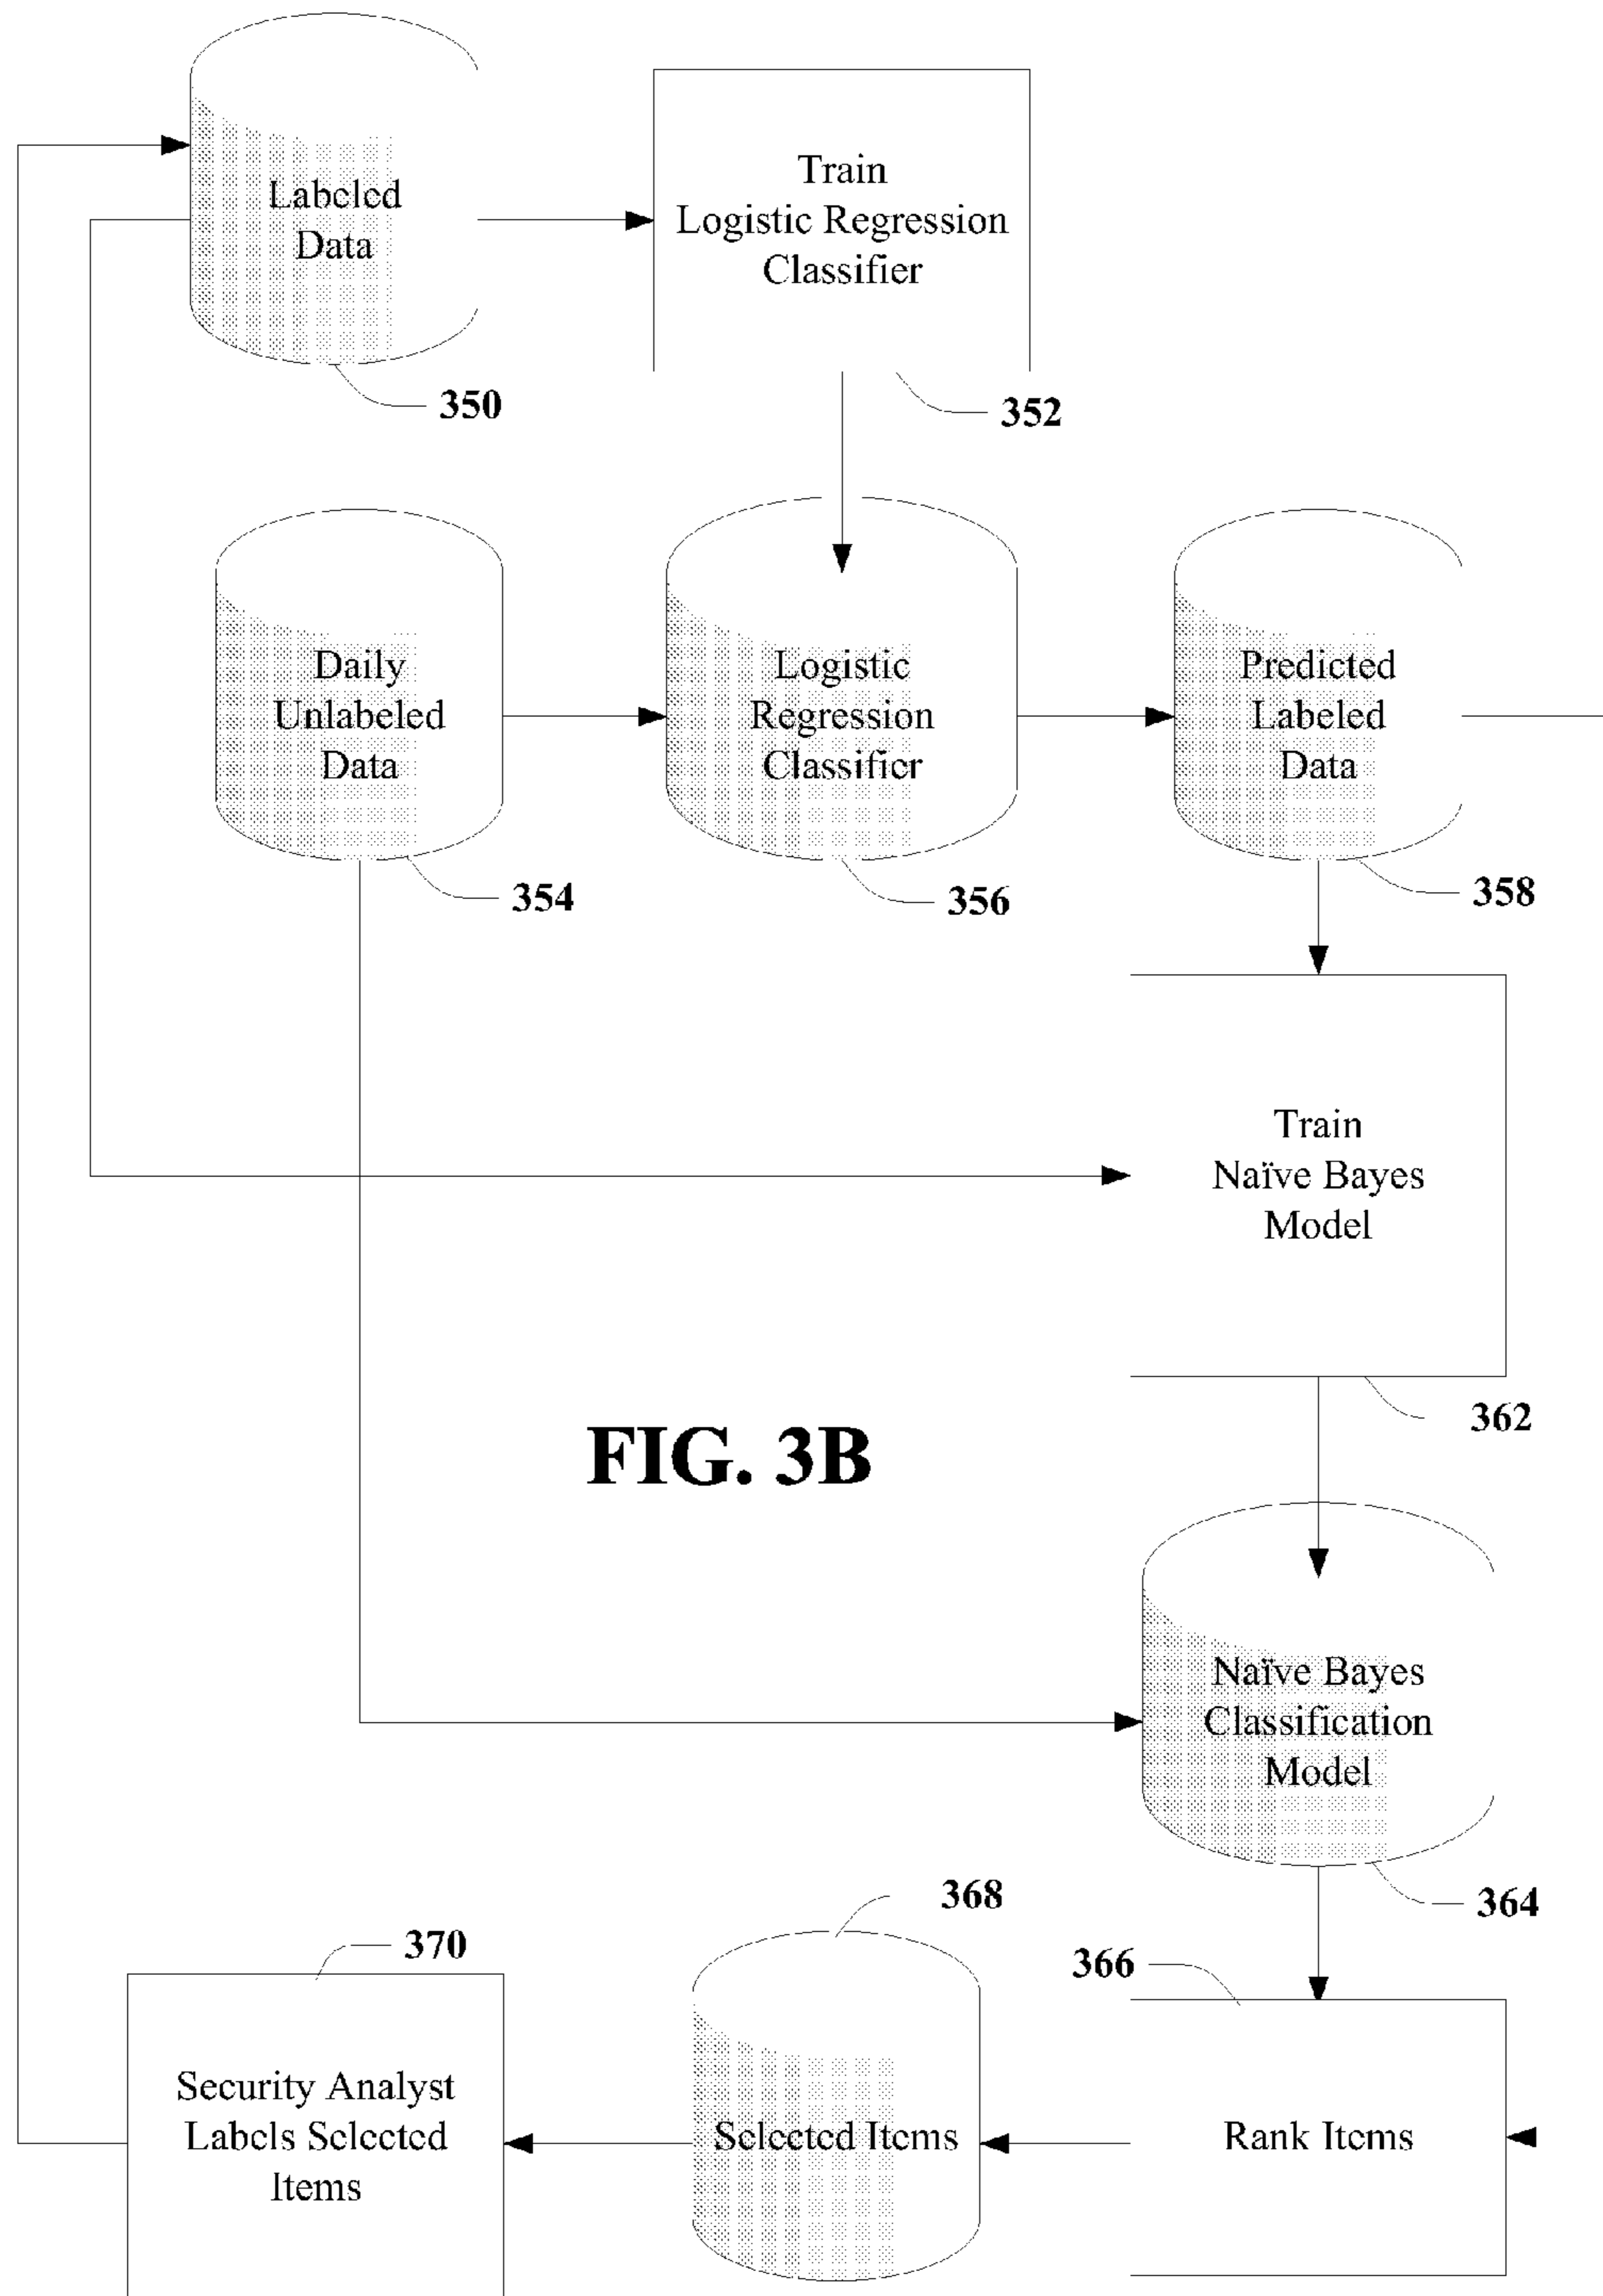 Labeled
Data
350
Train
Logistic Regression
Classifier
352
Daily
Unlabeled
Data
354
Logistic
Regression
Classifier
356
Predicted
Labeled
Data
358
Train
Naïve Bayes
Model
362
FIG. 3B
Naïve Bayes
Classification
Model
364
366
Rank Items
368
Selected Items
370
Security Analyst
Labels Selected
Items